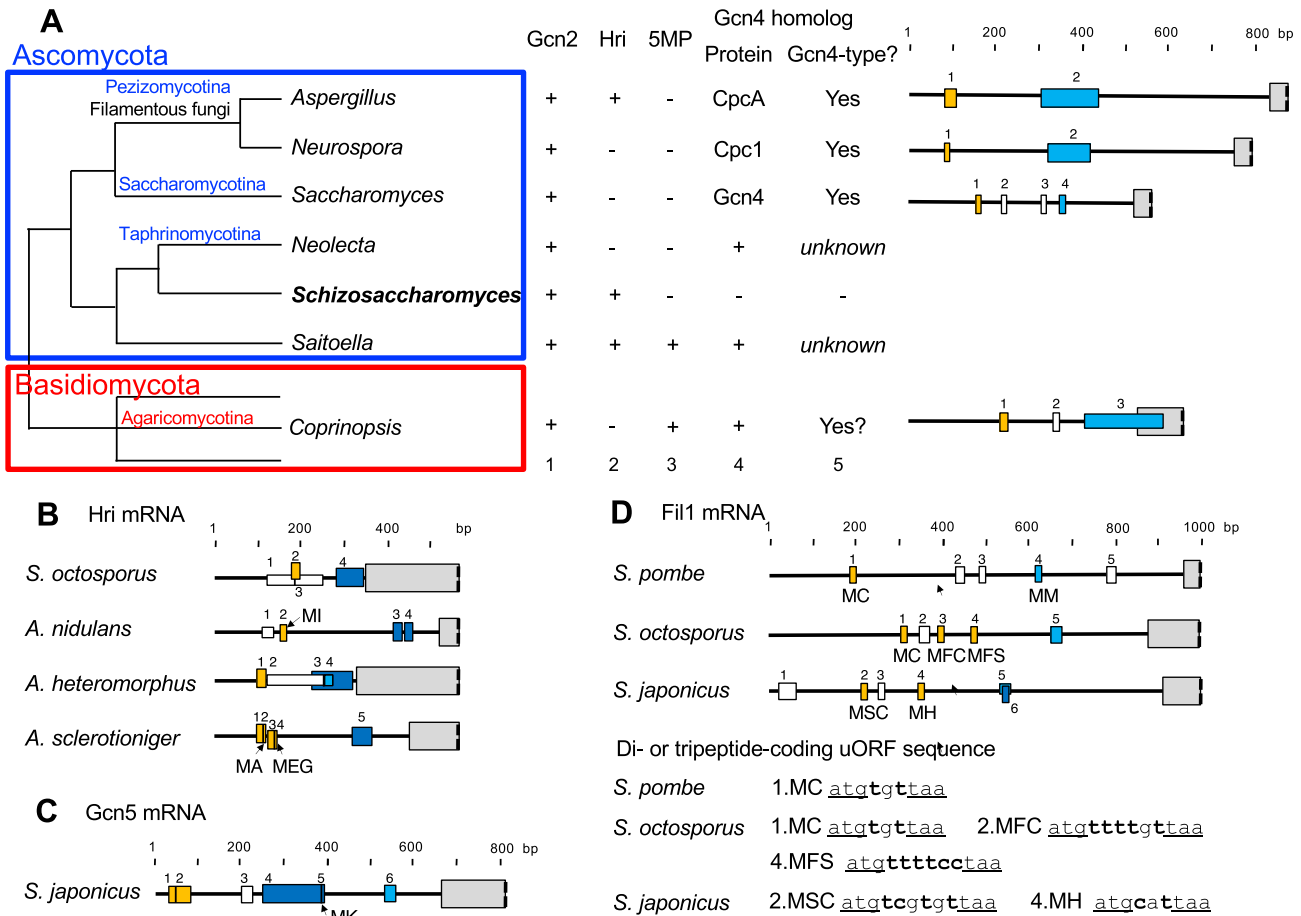 A
Gcn4 homolog
Gcn2 Hri 5MP Protein Gcn4-type?
1 200 400 600 800 bp
Ascomycota
Pezizomycotina
Filamentous fungi
Aspergillus + + - CpcA Yes 1 2
Neurospora + - - Cpc1 Yes 1 2
Saccharomycotina
Saccharomyces + - - Gcn4 Yes 1 2 3 4
Taphrinomycotina
Neolecta + - - + unknown
Schizosaccharomyces + + - - -
Saitoella + + + + unknown
Basidiomycota
Agaricomycotina
Coprinopsis + - + + Yes? 1 2 3
1 2 3 4 5
B Hri mRNA
1 200 400 bp
S. octosporus 1 2 3 4
A. nidulans 1 2 MI 3 4
A. heteromorphus 1 2 3 4
A. sclerotioniger 1 2 3 4 5
MA MEG
C Gcn5 mRNA
1 200 400 600 800 bp
S. japonicus 1 2 3 4 5 6
MK
D Fil1 mRNA
1 200 400 600 800 1000 bp
S. pombe 1 2 3 4 5
MC MM
S. octosporus 1 2 3 4 5
MC MFC MFS
S. japonicus 1 2 3 4 5 6
MSC MH
Di- or tripeptide-coding uORF sequence
S. pombe 1.MC atgtgttaa
S. octosporus 1.MC atgtgttaa 2.MFC atgttttgttaa
4.MFS atgttttcctaa
S. japonicus 2.MSC atgtcgtgttaa 4.MH atgcattaa